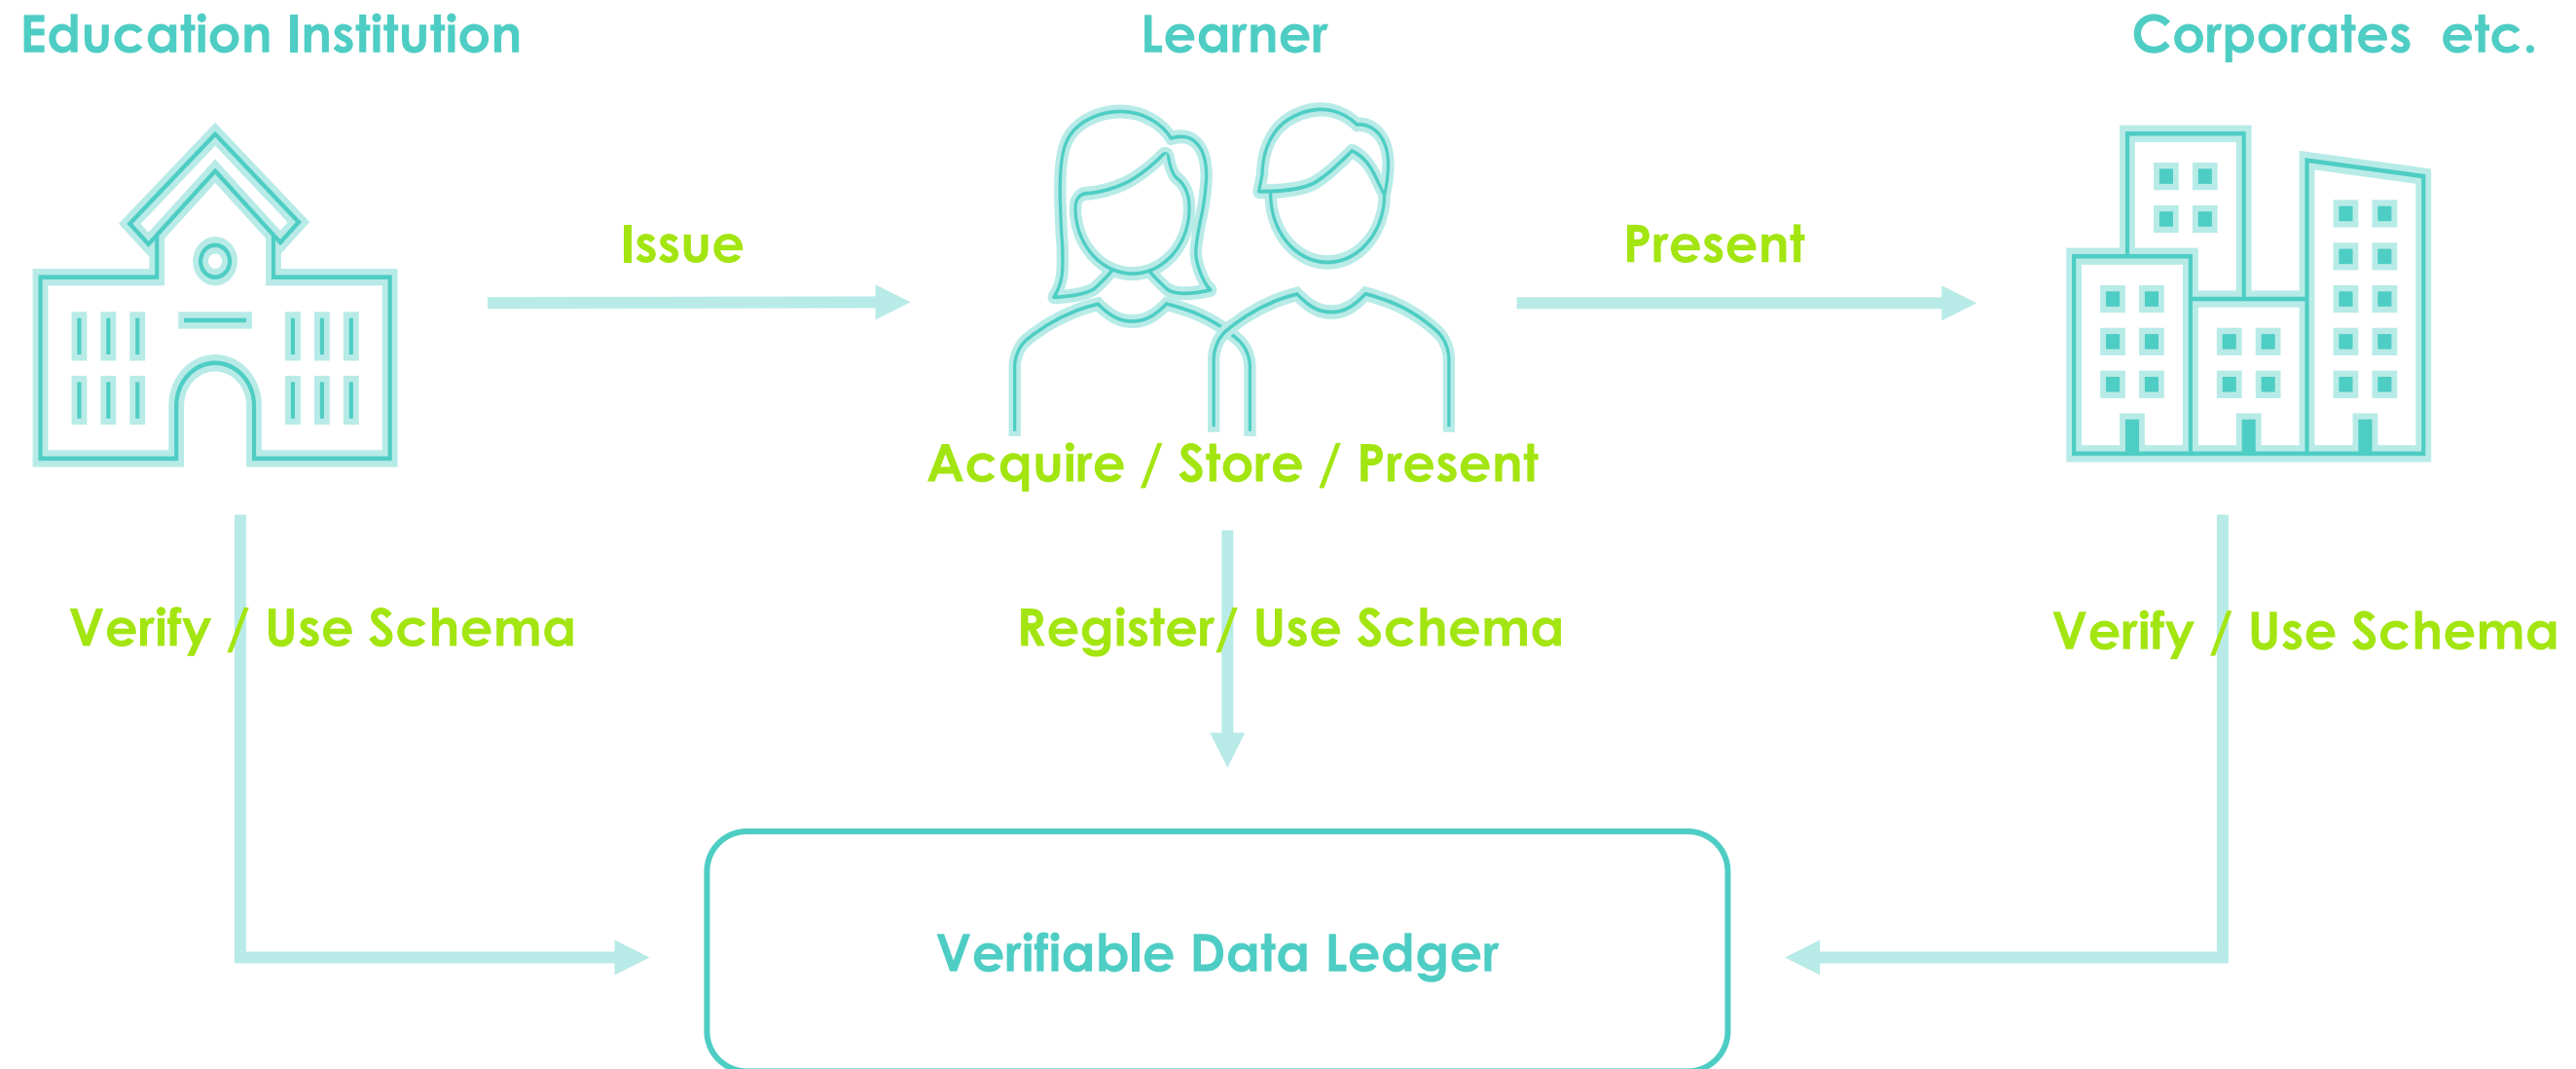 Education Institution
Learner
Corporates etc.
Issue
Present
Acquire / Store / Present
Verify / Use Schema
Register/ Use Schema
Verify / Use Schema
Verifiable Data Ledger